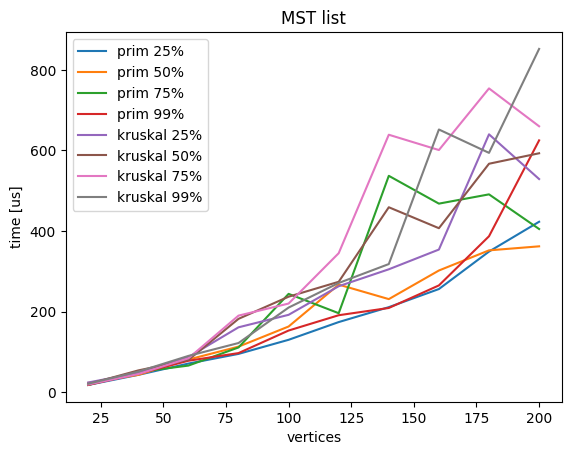 MST list
prim 25%
prim 50%
prim 75%
prim 99%
kruskal 25%
kruskal 50%
kruskal 75%
kruskal 99%
time [us]
800
600
400
200
0
25 50 75 100 125 150 175 200
vertices